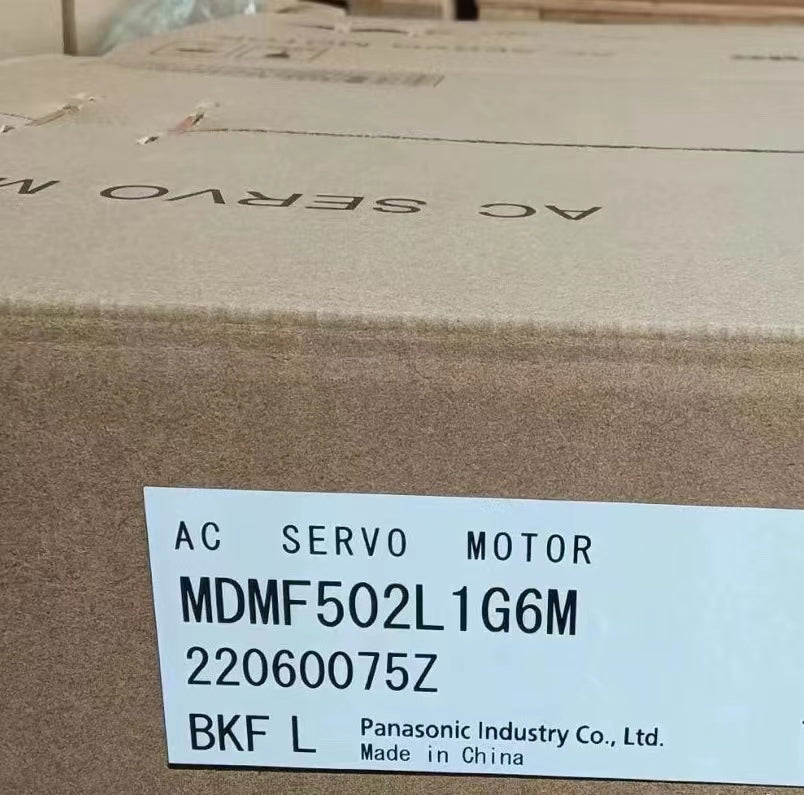 AC SERVO M
AC SERVO MOTOR
MDMF502L1G6M
22060075Z
BKF L
Panasonic Industry Co., Ltd.
Made in China